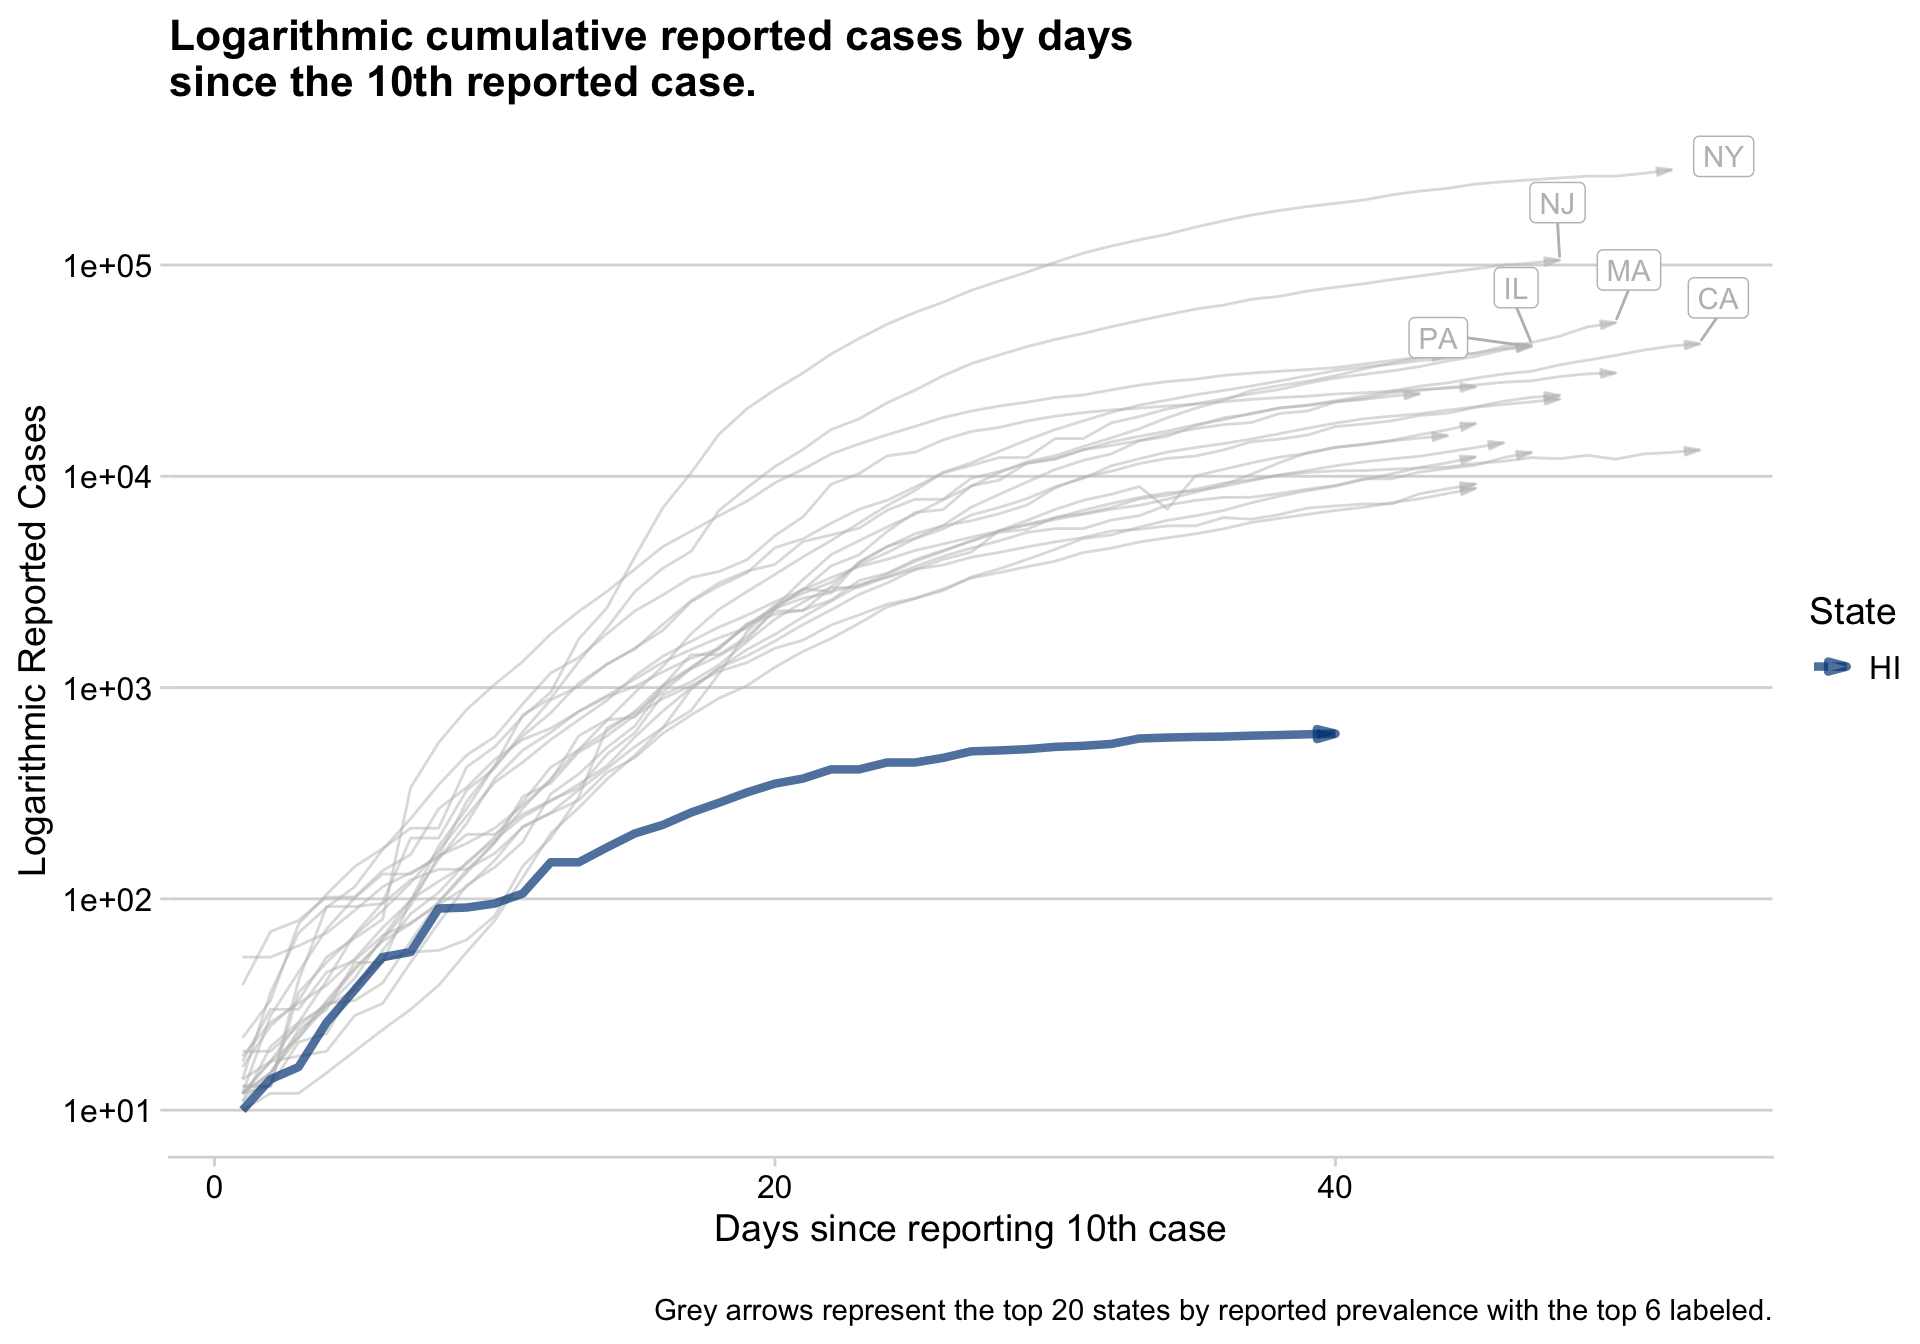 Logarithmic cumulative reported cases by days
since the 10th reported case.
NY
NJ
MA
IL
CA
PA
1e+05
1e+04
1e+03
1e+02
1e+01
Logarithmic Reported Cases
State
HI
0
20
40
Days since reporting 10th case
Grey arrows represent the top 20 states by reported prevalence with the top 6 labeled.